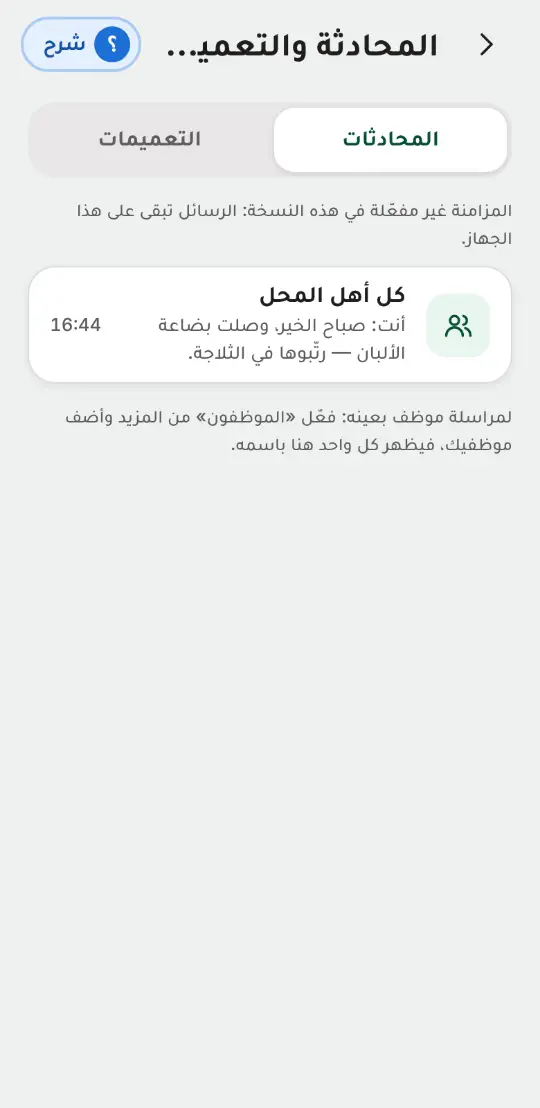 المحادثة والتعميـ...
؟ شرح
المحادثات
التعميمات
المزامنة غير مفعّلة في هذه النسخة: الرسائل تبقى على هذا
الجهاز.
كل أهل المحل
أنت: صباح الخير، وصلت بضاعة
الألبان — رتّبوها في الثلاجة.
16:44
لمراسلة موظف بعينه: فعّل «الموظفون» من المزيد وأضف
موظفيك، فيظهر كل واحد هنا باسمه.